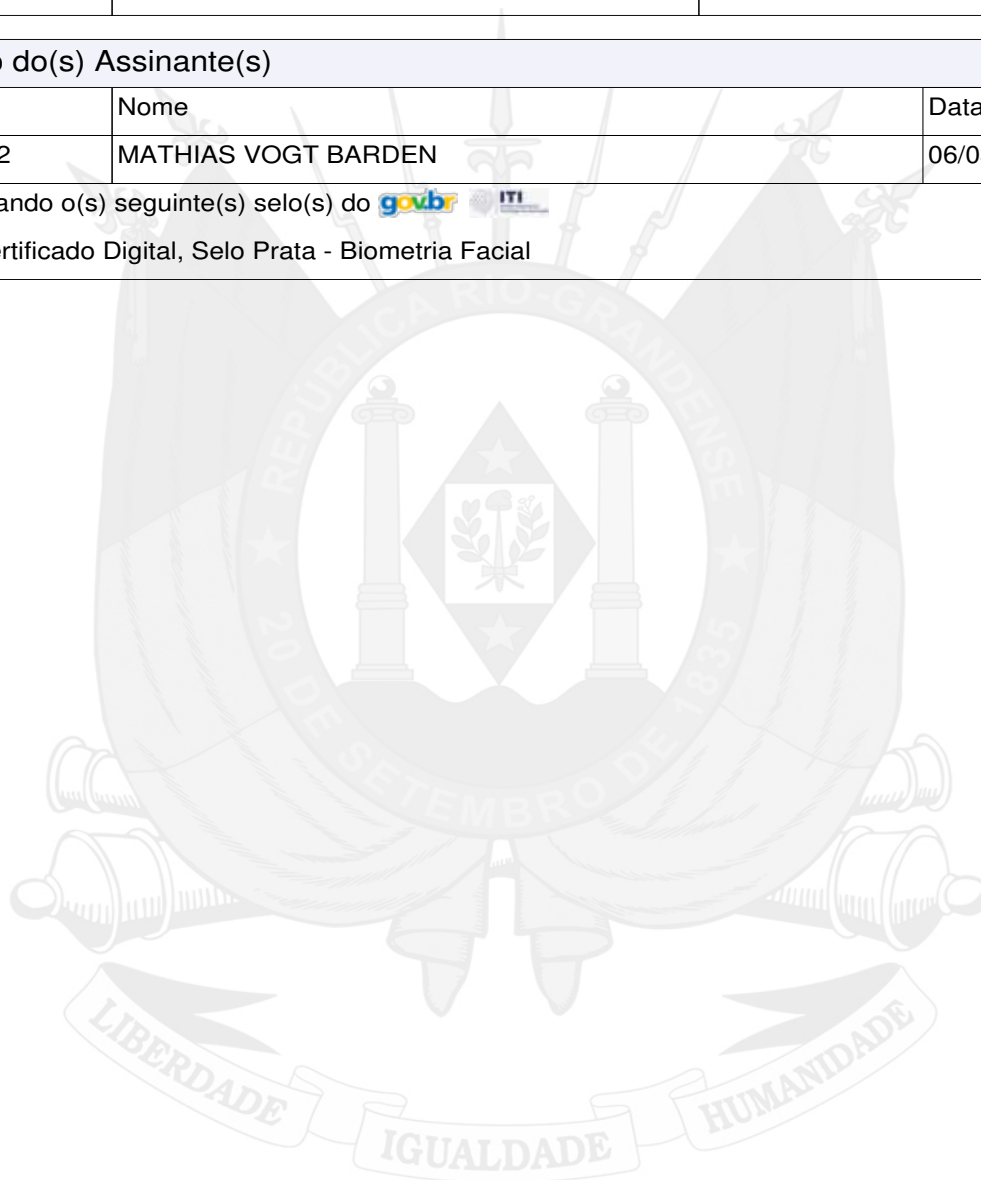 o do(s) Assinante(s)
Nome Data
2 MATHIAS VOGT BARDEN 06/0
ando o(s) seguinte(s) selo(s) do gov.br ITI
ertificado Digital, Selo Prata - Biometria Facial
REPÚBLICA RIO-GRANDENSE
20 DE SETEMBRO DE 1835
LIBERDADE IGUALDADE HUMANIDADE